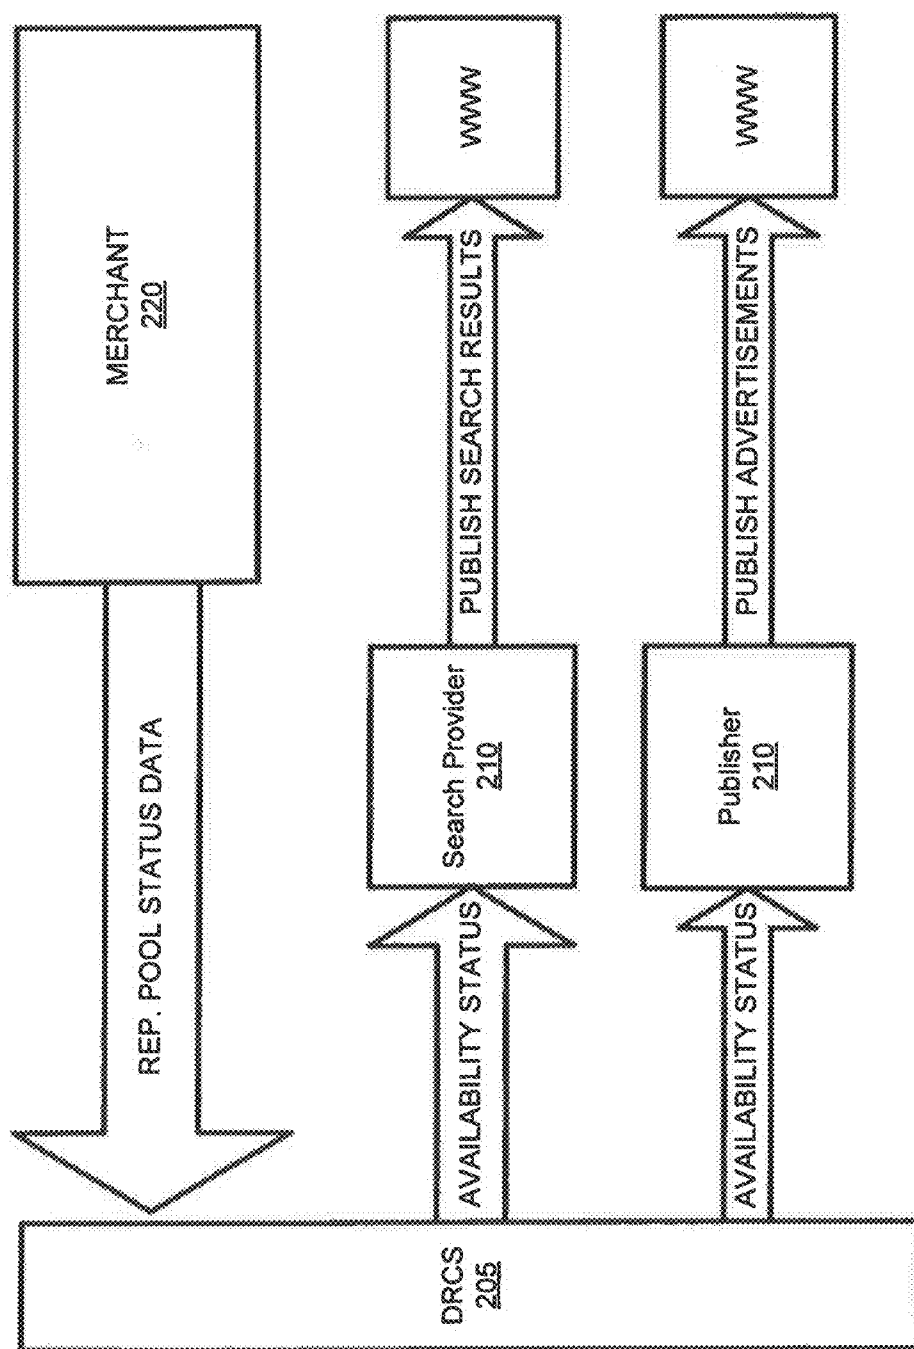 MERCHANT
220
REP. POOL STATUS DATA
DRCS
205
AVAILABILITY STATUS
Search Provider
210
PUBLISH SEARCH RESULTS
WWW
AVAILABILITY STATUS
Publisher
210
PUBLISH ADVERTISEMENTS
WWW